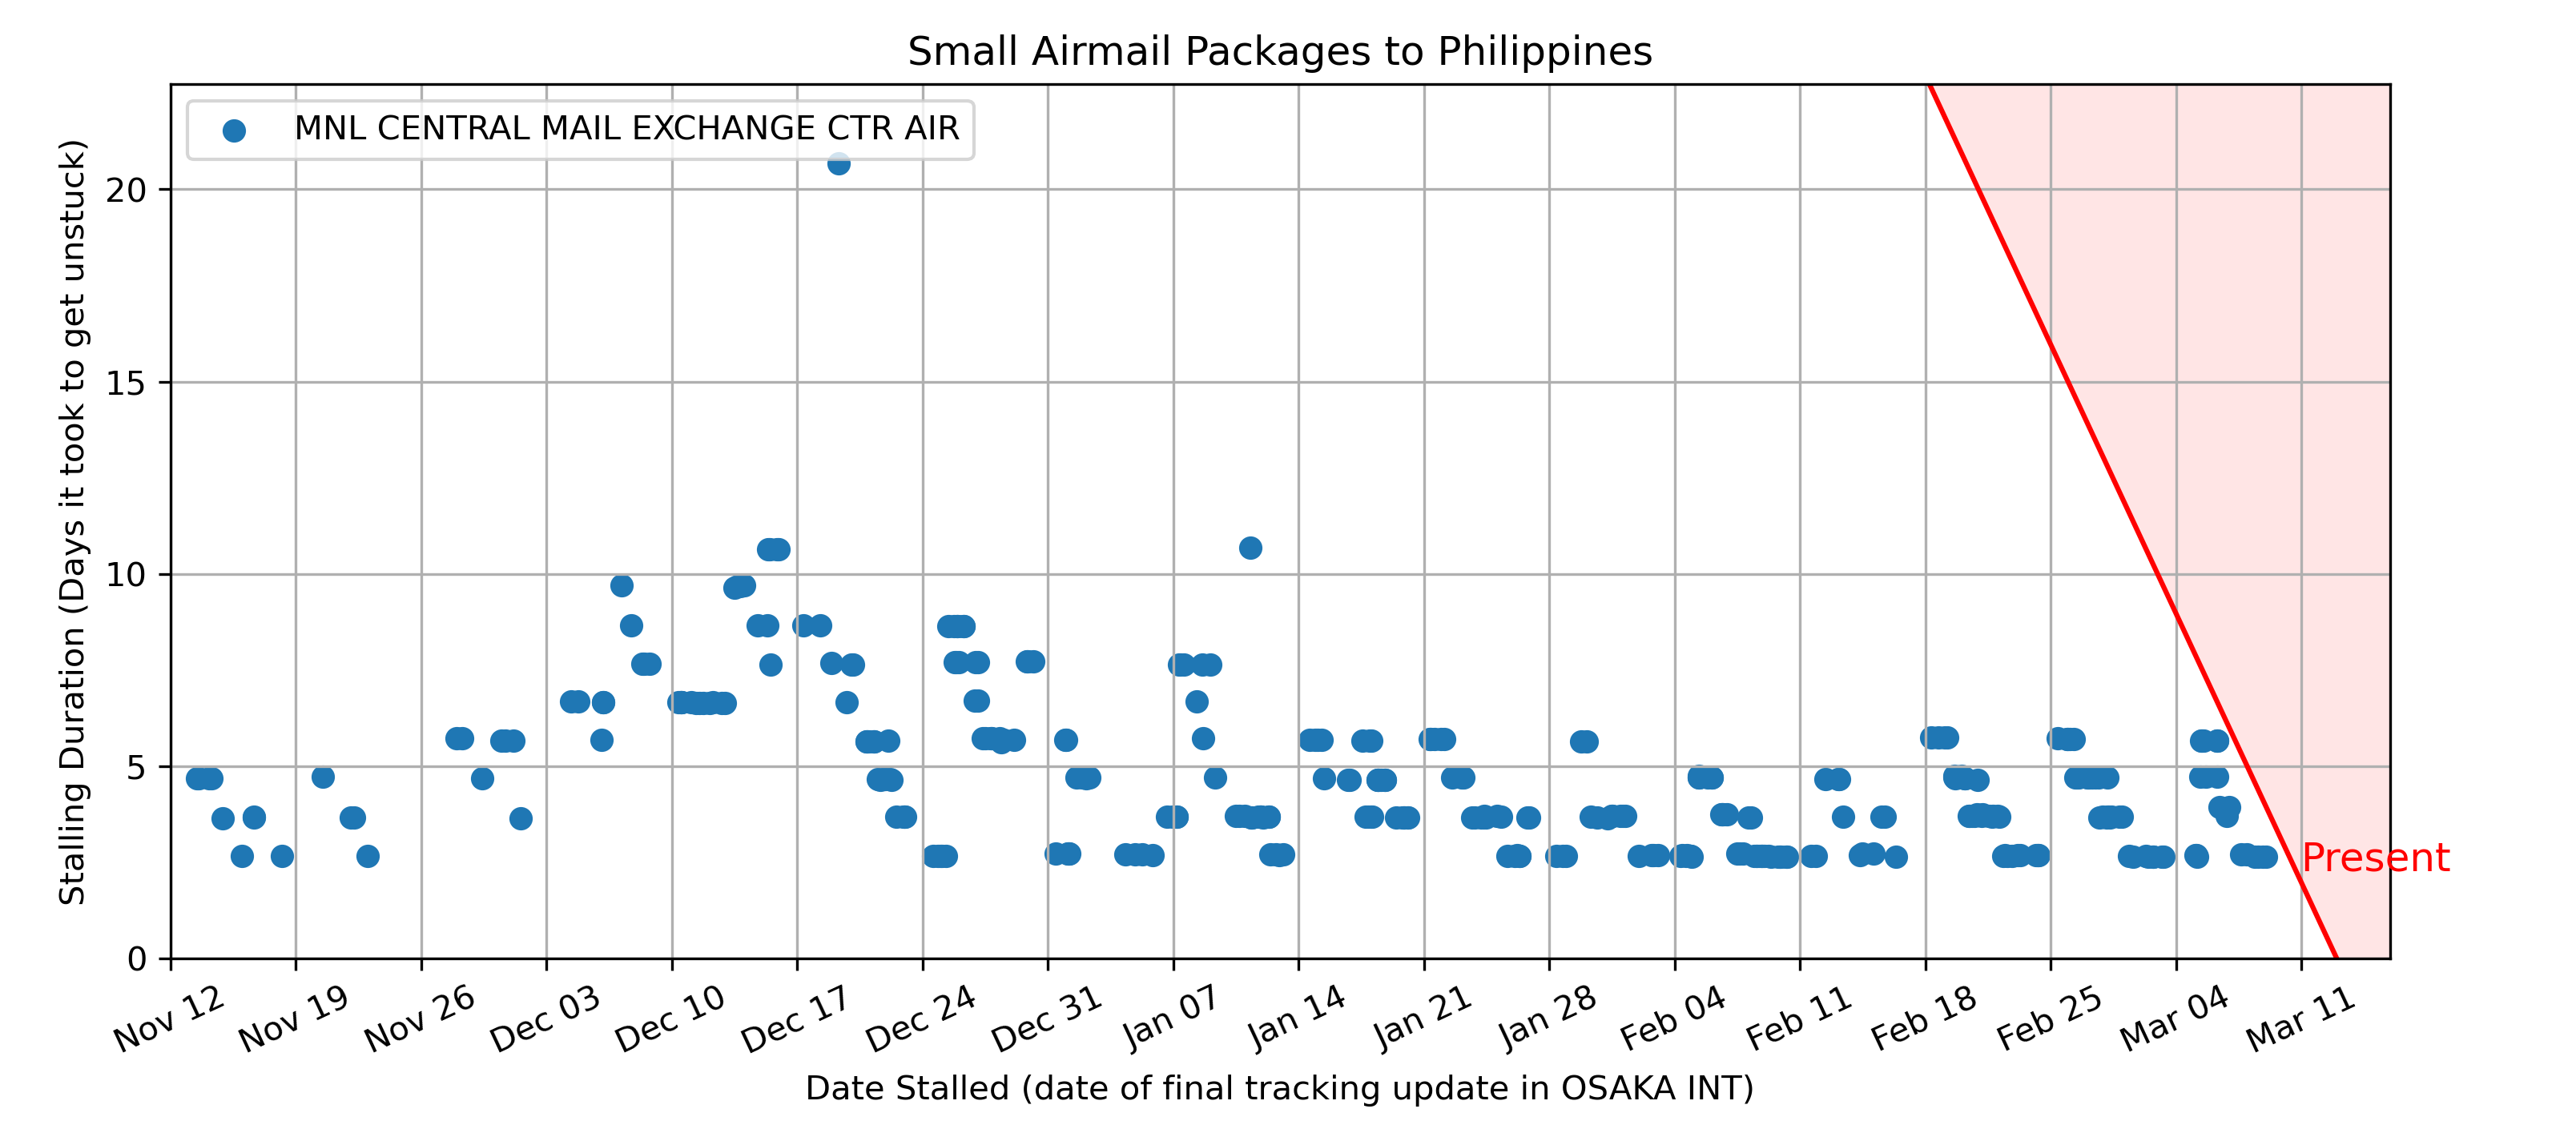 Small Airmail Packages to Philippines
MNL CENTRAL MAIL EXCHANGE CTR AIR
Stalling Duration (Days it took to get unstuck)
20
15
10
5
0
Present
Nov 12
Nov 19
Nov 26
Dec 03
Dec 10
Dec 17
Dec 24
Dec 31
Jan 07
Jan 14
Jan 21
Jan 28
Feb 04
Feb 11
Feb 18
Feb 25
Mar 04
Mar 11
Date Stalled (date of final tracking update in OSAKA INT)